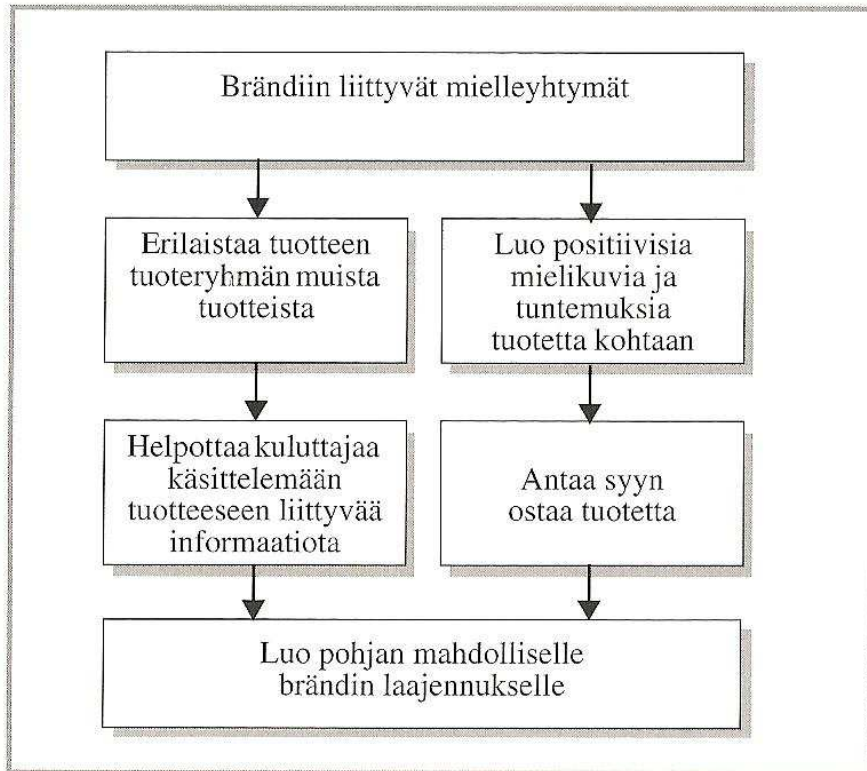 Brändiin liittyvät mielleyhtymät
Erilaistaa tuotteen
tuoteryhmän muista
tuotteista
Luo positiivisia
mielikuvia ja
tuntemuksia
tuotetta kohtaan
Helpottaa kuluttajaa
käsittelemään
tuotteeseen liittyvää
informaatiota
Antaa syyn
ostaa tuotetta
Luo pohjan mahdolliselle
brändin laajennukselle